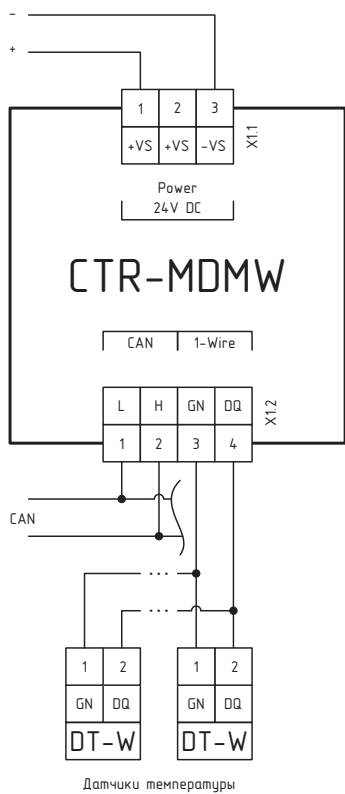 -
+
1 2 3
+VS +VS -VS
X1.1
Power
24V DC
CTR-MDMW
CAN 1-Wire
L H GN DQ
1 2 3 4
X1.2
CAN
... 
...
1 2 1 2
GN DQ GN DQ
DT-W DT-W
Датчики температуры